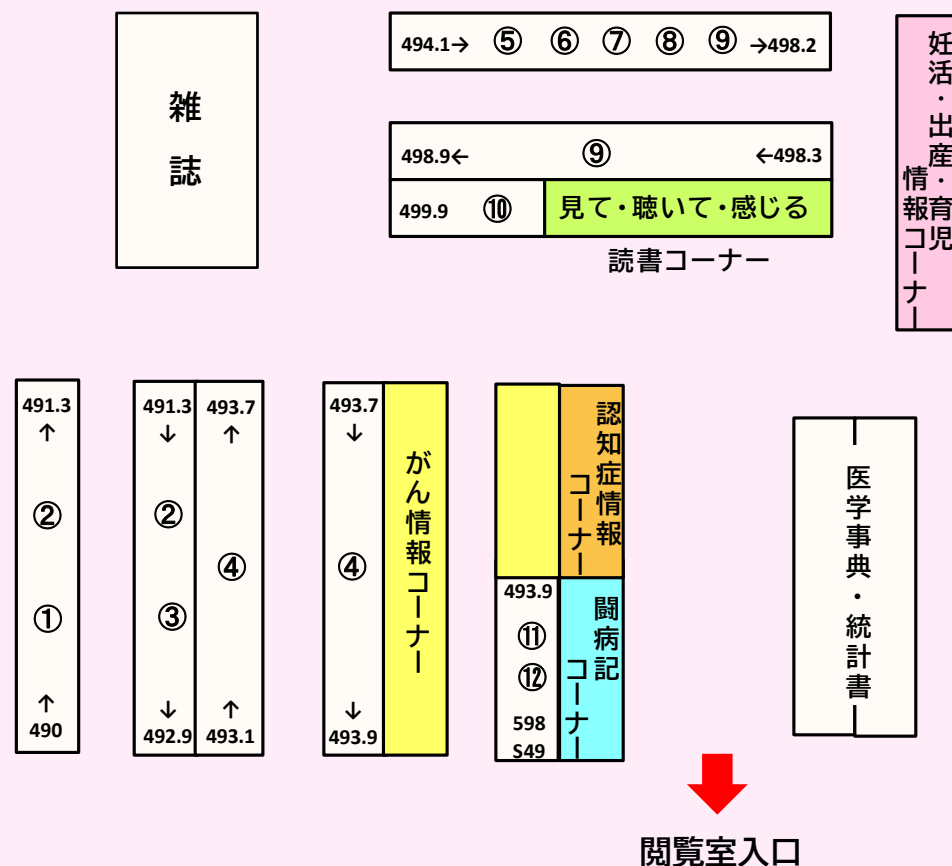 雑誌
494.1→ ⑤ ⑥ ⑦ ⑧ ⑨ →498.2
498.9← ⑨ ←498.3
499.9 ⑩ 見て・聴いて・感じる
読書コーナー
妊活・出産・育児
情報コーナー
491.3
↑
②
①
↑
490
491.3
↓
②
③
↓
492.9
493.7
↑
④
↑
493.1
493.7
↓
④
↓
493.9
がん情報コーナー
認知症情報
コーナー
493.9
⑪
⑫
598
S49
闘病記
コーナー
医学事典・統計書
閲覧室入口